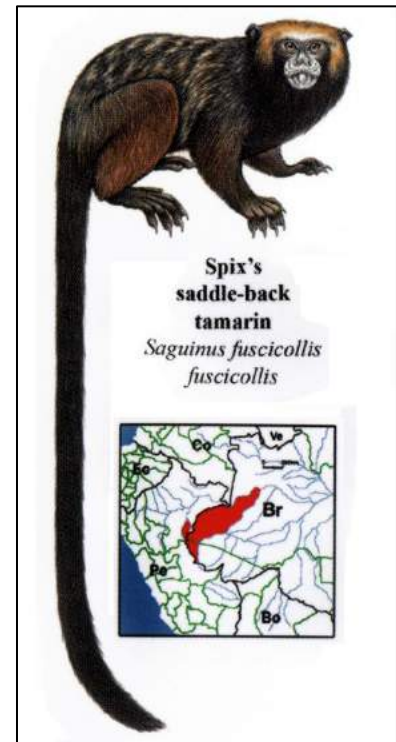 Spix's
saddle-back
tamarin
Saguinus fuscicollis
fuscicollis
Ve
Co
Ec
Br
Pe
Bo